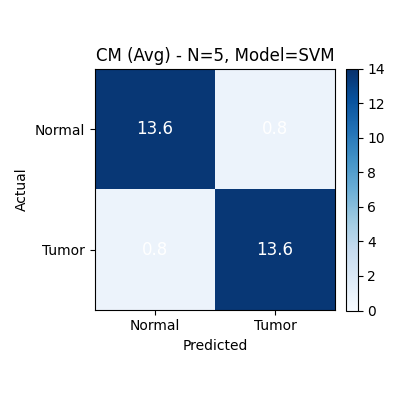 CM (Avg) - N=5, Model=SVM
Actual
Normal
13.6
0.8
Tumor
0.8
13.6
Normal
Tumor
Predicted
14
12
10
8
6
4
2
0